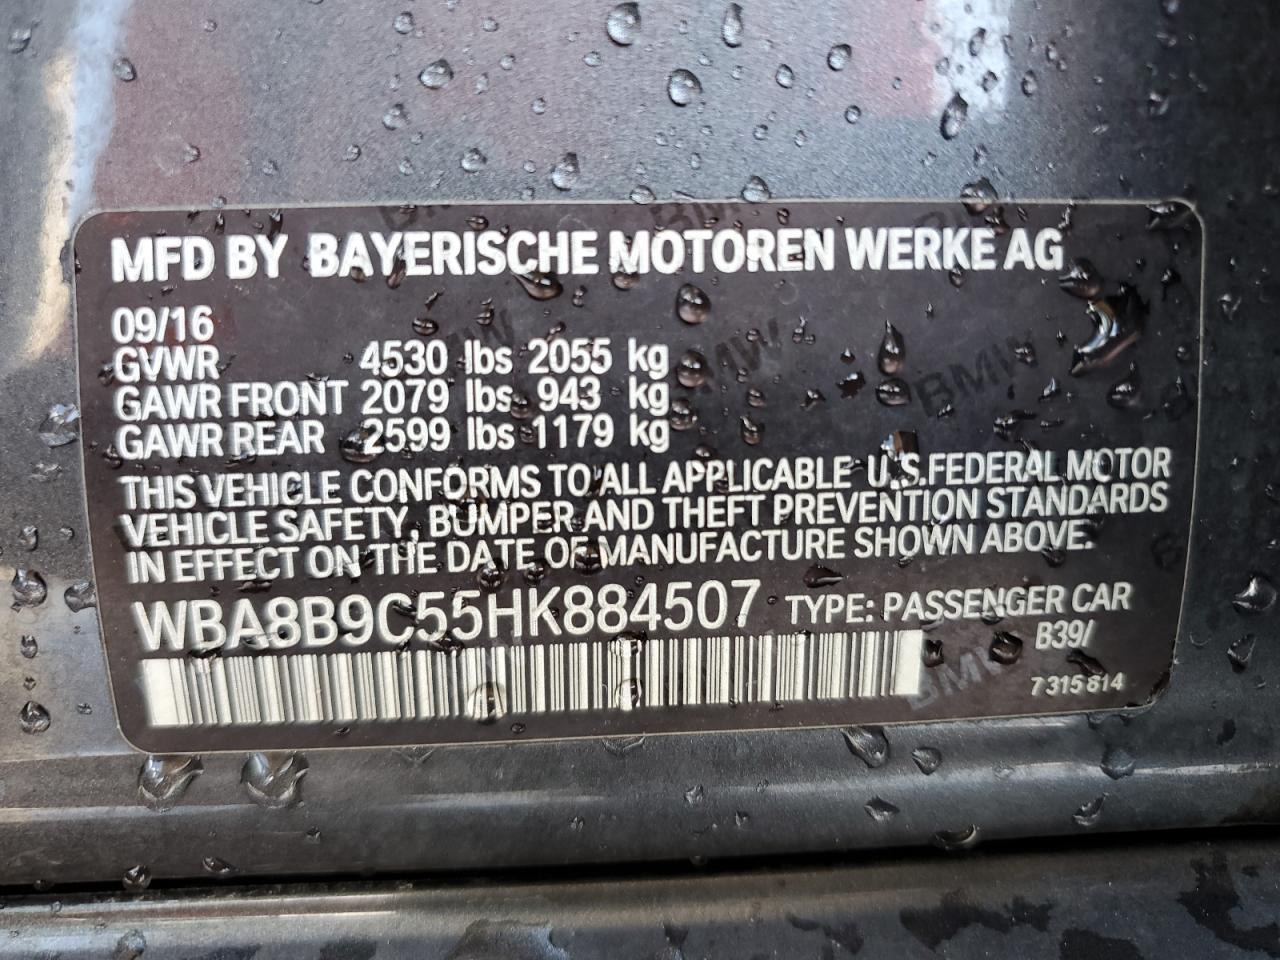 MFD BY BAYERISCHE MOTOREN WERKE AG
09/16
GVWR 4530 lbs 2055 kg
GAWR FRONT 2079 lbs 943 kg
GAWR REAR 2599 lbs 1179 kg
THIS VEHICLE CONFORMS TO ALL APPLICABLE U.S.FEDERAL MOTOR
VEHICLE SAFETY, BUMPER AND THEFT PREVENTION STANDARDS
IN EFFECT ON THE DATE OF MANUFACTURE SHOWN ABOVE.
WBA8B9C55HK884507 TYPE: PASSENGER CAR
B39/
7 315 814